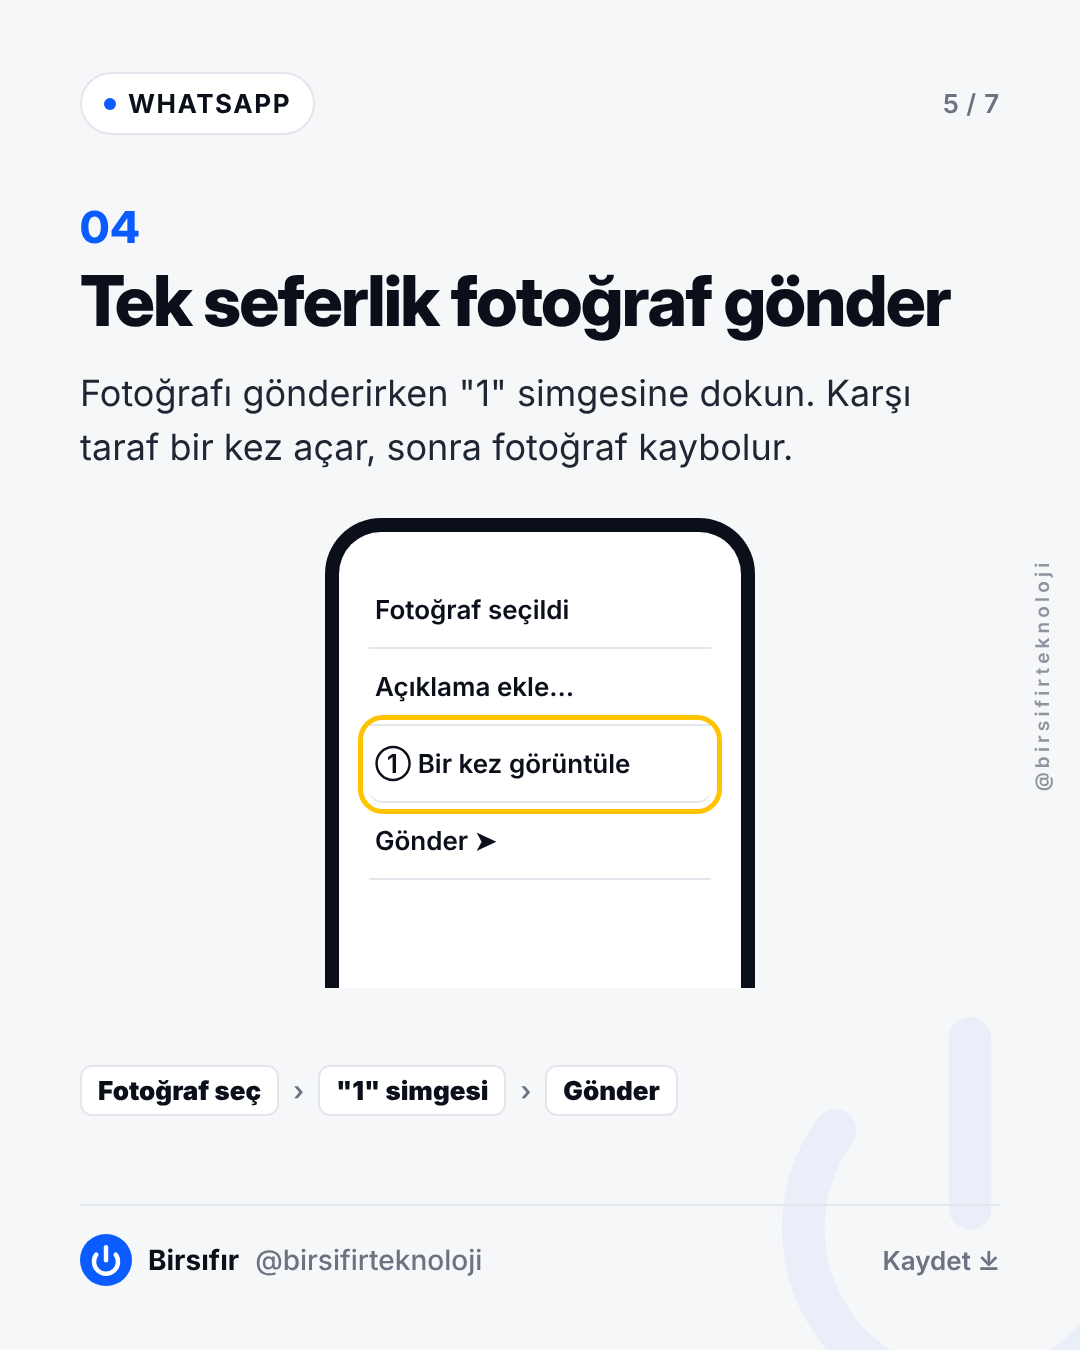 WHATSAPP
5 / 7
04
Tek seferlik fotoğraf gönder
Fotoğrafı gönderirken "1" simgesine dokun. Karşı
taraf bir kez açar, sonra fotoğraf kaybolur.
Fotoğraf seçildi
Açıklama ekle...
① Bir kez görüntüle
Gönder ➤
@birsifirteknoloji
Fotoğraf seç › "1" simgesi › Gönder
Birsıfır @birsifirteknoloji
Kaydet